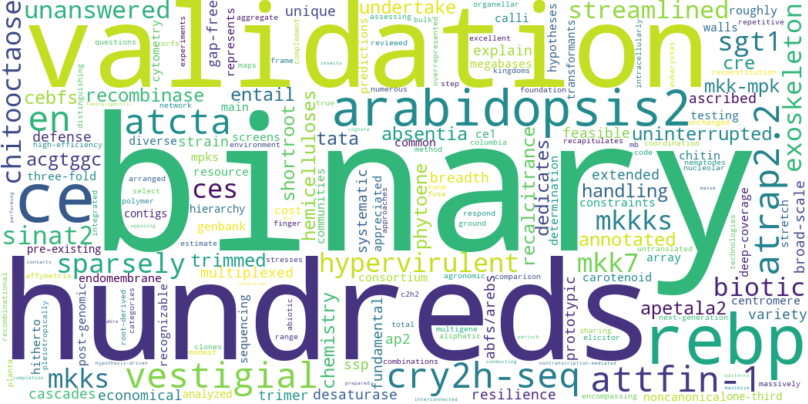 unanswered
validation
undertake
streamlined
chitooctaose
cytometry
gap-free
unique
calli
explain
megabases
hypotheses
roughly
walls
sgt1
cre
mkk-mpk
ascribed
exoskeleton
cebfs
recombinase
represents
predictions
reviewed
aggregate
questions
distinguishing
experiments
maps
frame
complement
assessing
bulk
step
kingdoms
foundation
organellar
transformants
intracellularly
repetitive
en
atcta
network
main
entail
arabidopsis2
defense
high-efficiency
diverse
strain
screens
environment
tata
absentia
common
ce1
columbia
method
feasible
uninterrupted
testing
acgtggc
mpks
resource
three-fold
shortroot
hemicelluloses
communities
true
recapitulates
phytoene
recalcitrance
dedicates
determination
handling
extended
constraints
chitin
nematodes
nucleolar
mb
code
coordination
binary
ce
ces
contigs
arranged
select
polymer
hierarchy
genbank
cost
finger
systematic
appreciated
approaches
breadth
fuse
respond
ground
mkkks
annotated
array
untranslated
stretch
deep-coverage
broad-scale
technologies
atrap2.2
sinat2
pre-existing
integrated
estimate
sparsely
trimmed
multiplexed
hypervirulent
mkk7
carotenoid
centromere
biotic
variety
affymetrix
endomembrane
stresses
consortium
agronomic
comparison
prototypic
next-generation
apetala2
hundreds
recombinational
hitherto
pleiotropically
post-genomic
root-derived
categories
recognizable
sequencing
abiotic
range
chemistry
fundamental
c2h2
total
multigene
aliphatic
abfs/arebs
sharing
elicitor
rebp
planta
clones
ssp
ap2
combinations
conducting
perturb
mkks
vestigial
cry2h-seq
attfin-1
cascades
economical
analyzed
modest
trimer
desaturase
prepared
interconnected
resilience
encompassing
noncanonical
one-third
massively